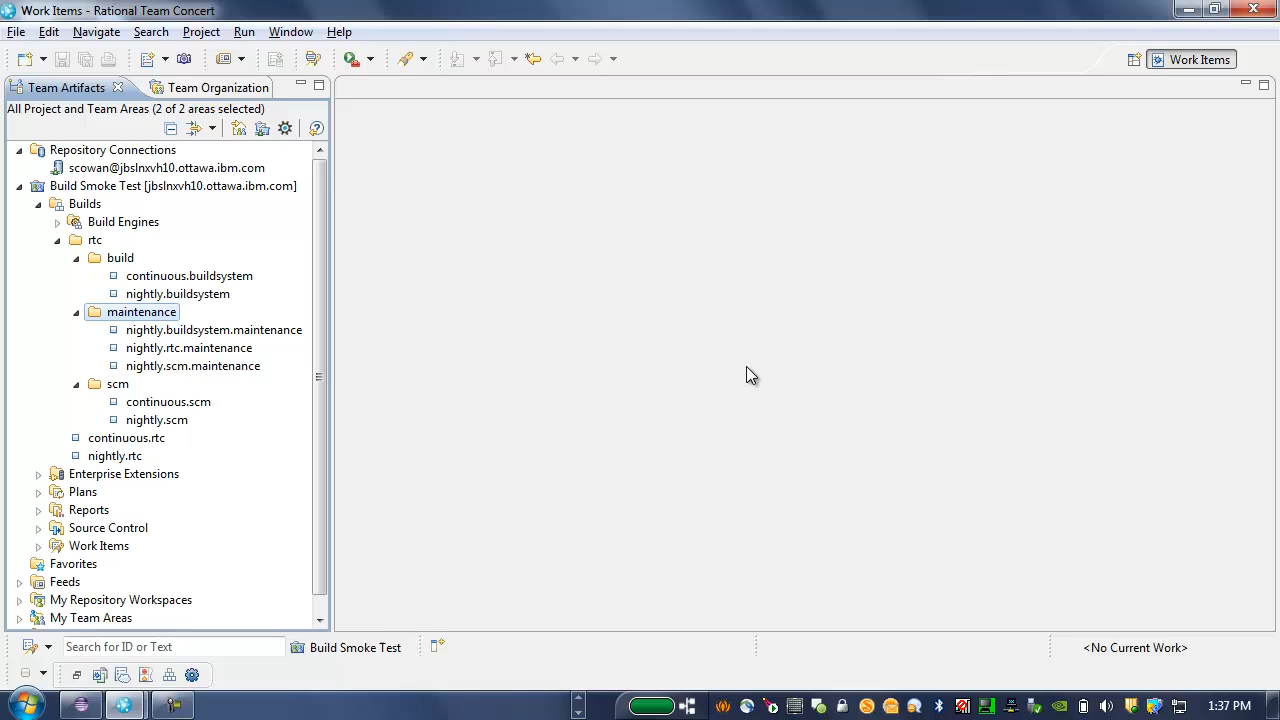 Work Items - Rational Team Concert
File Edit Navigate Search Project Run Window Help
Work Items
Team Artifacts Team Organization
All Project and Team Areas (2 of 2 areas selected)
Repository Connections
scowan@jbslnxvh10.ottawa.ibm.com
Build Smoke Test [jbslnxvh10.ottawa.ibm.com]
Builds
Build Engines
rtc
build
continuous.buildsystem
nightly.buildsystem
maintenance
nightly.buildsystem.maintenance
nightly.rtc.maintenance
nightly.scm.maintenance
scm
continuous.scm
nightly.scm
continuous.rtc
nightly.rtc
Enterprise Extensions
Plans
Reports
Source Control
Work Items
Favorites
Feeds
My Repository Workspaces
My Team Areas
Search for ID or Text Build Smoke Test <No Current Work>
1:37 PM